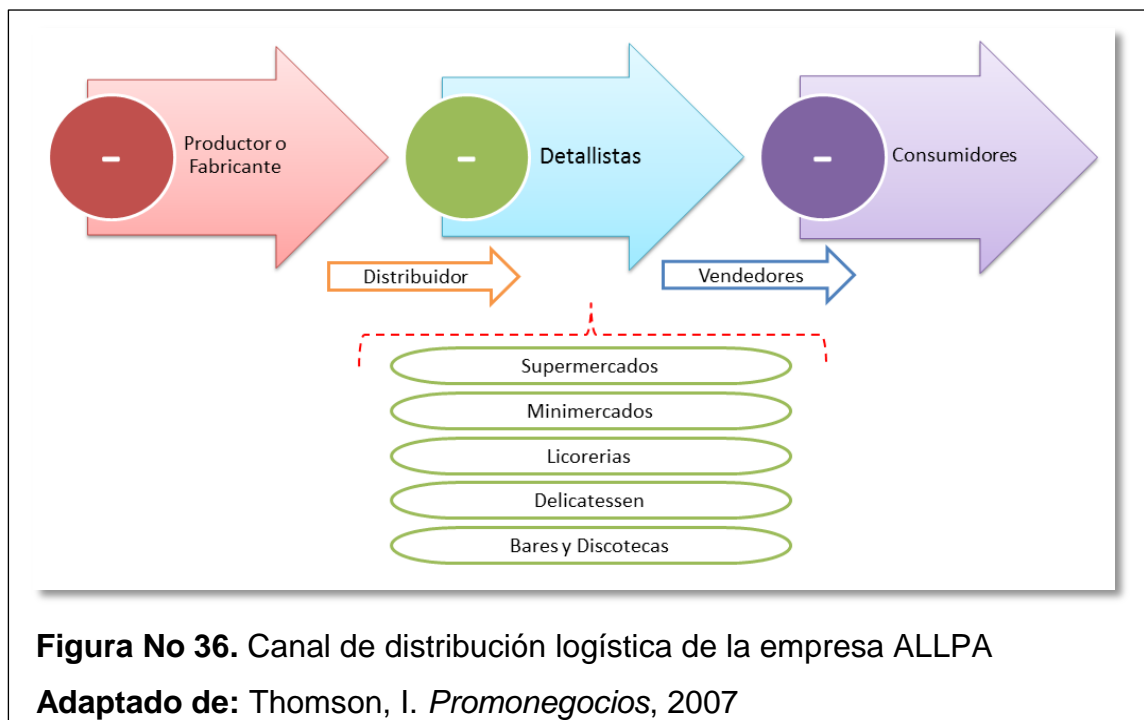 -
Productor o
Fabricante
-
Detallistas
-
Consumidores
Distribuidor
Vendedores
Supermercados
Minimercados
Licorerias
Delicatessen
Bares y Discotecas
Figura No 36. Canal de distribución logística de la empresa ALLPA
Adaptado de: Thomson, I. Promonegocios, 2007